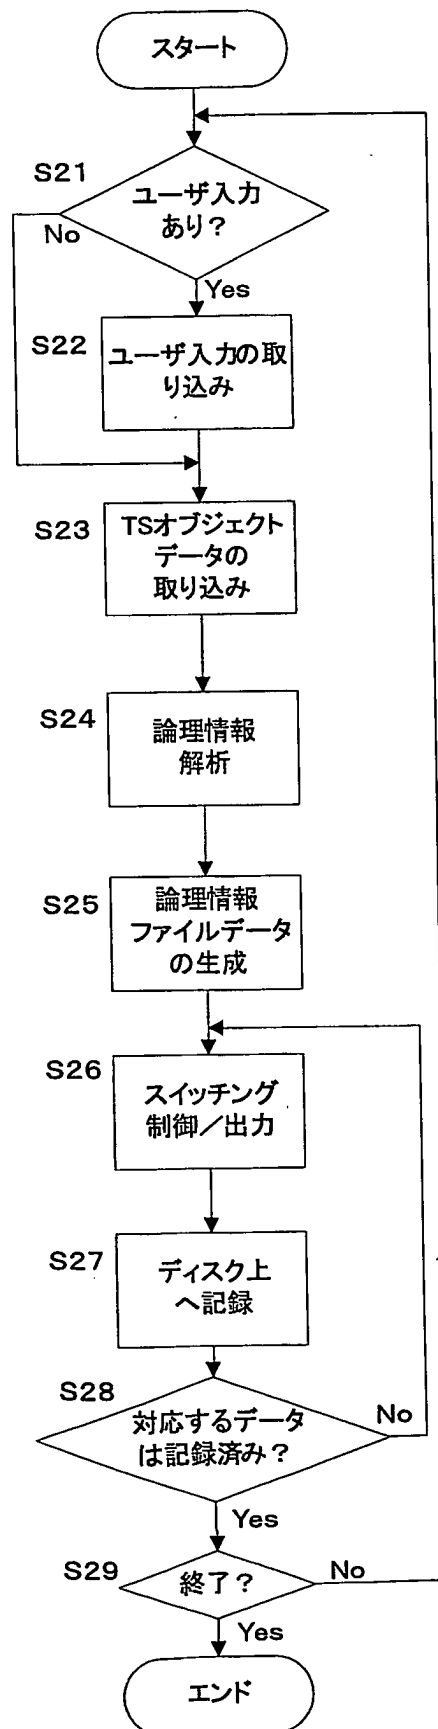 スタート
S21
ユーザ入力
あり?
No
Yes
S22
ユーザ入力の取
り込み
S23
TSオブジェクト
データの
取り込み
S24
論理情報
解析
S25
論理情報
ファイルデータ
の生成
S26
スイッチング
制御/出力
S27
ディスク上
へ記録
S28
対応するデータ
は記録済み?
No
Yes
S29
終了?
No
Yes
エンド